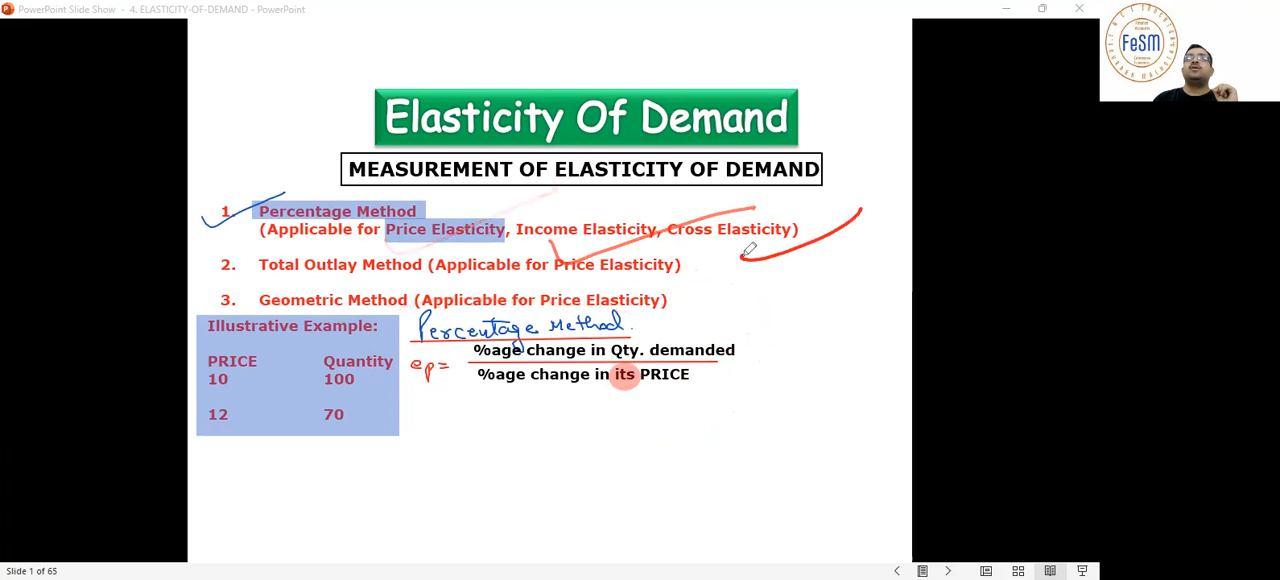 PowerPoint Slide Show - 4. ELASTICITY-OF-DEMAND - PowerPoint
FeSM
Elasticity Of Demand
MEASUREMENT OF ELASTICITY OF DEMAND
1. Percentage Method
(Applicable for Price Elasticity, Income Elasticity, Cross Elasticity)
2. Total Outlay Method (Applicable for Price Elasticity)
3. Geometric Method (Applicable for Price Elasticity)
Illustrative Example:
Percentage Method.
PRICE Quantity
10 100
12 70
ep= %age change in Qty. demanded
%age change in its PRICE
Slide 1 of 65